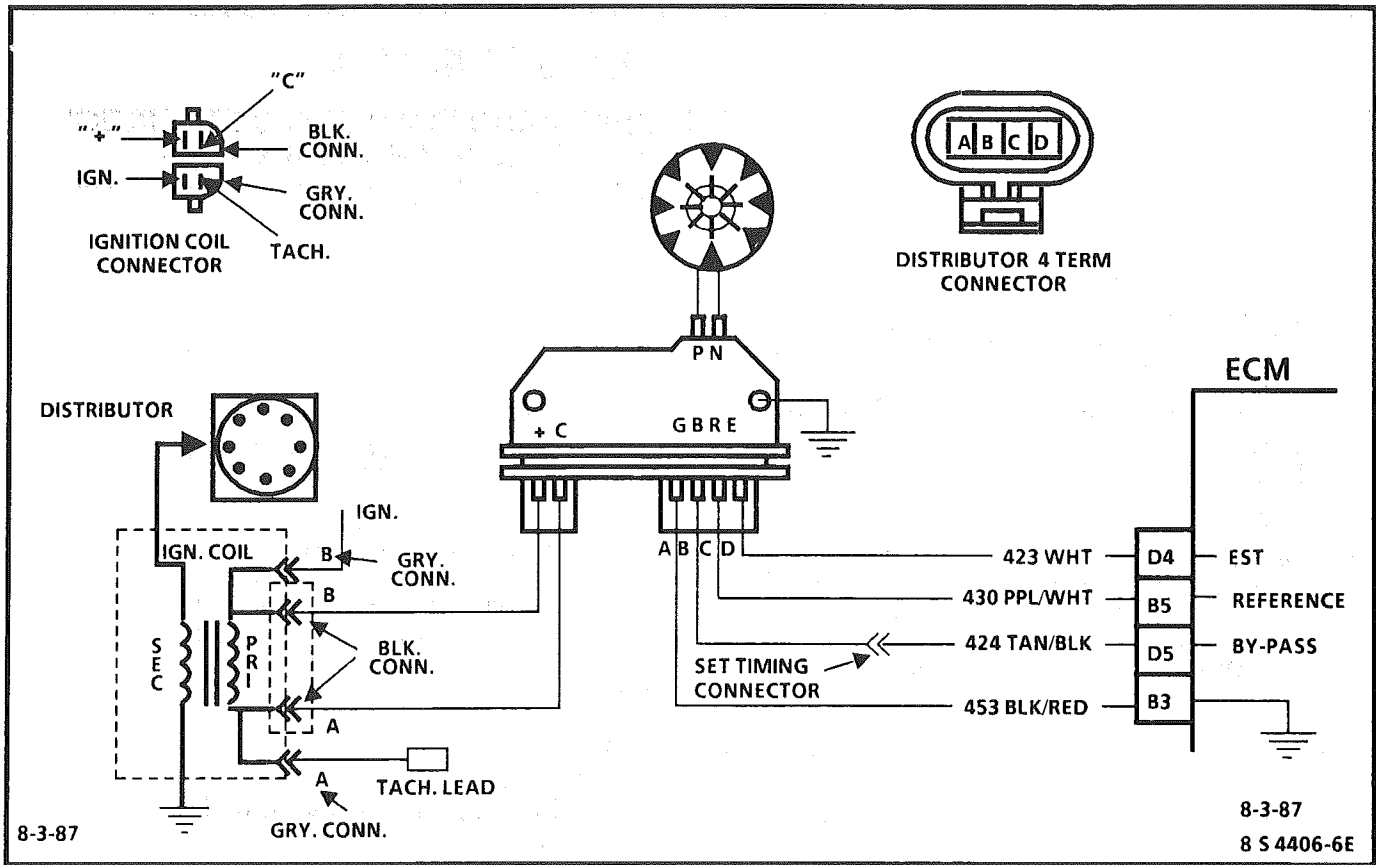 "C"
"+"
BLK.
CONN.
IGN.
GRY.
CONN.
TACH.
IGNITION COIL
CONNECTOR
A B C D
DISTRIBUTOR 4 TERM
CONNECTOR
P N
+ C
G B R E
ECM
DISTRIBUTOR
IGN.
IGN. COIL
B
GRY.
CONN.
B
SEC
PRI
BLK.
CONN.
A
A
TACH. LEAD
GRY. CONN.
A B C D
423 WHT
D4
EST
430 PPL/WHT
B5
REFERENCE
424 TAN/BLK
D5
BY-PASS
SET TIMING
CONNECTOR
453 BLK/RED
B3
8-3-87
8-3-87
8 S 4406-6E